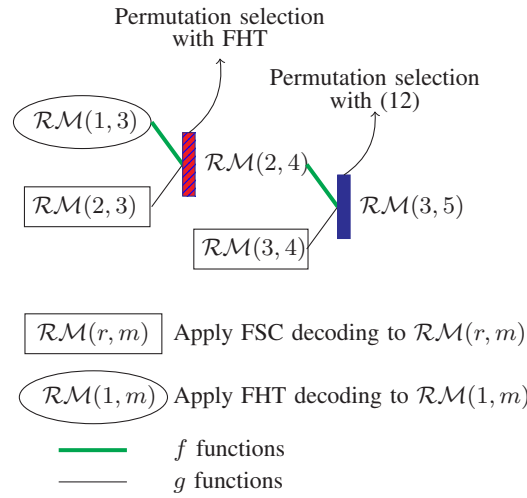 Permutation selection
with FHT
Permutation selection
with (12)
ℛℳ(1, 3)
ℛℳ(2, 4)
ℛℳ(2, 3)
ℛℳ(3, 5)
ℛℳ(3, 4)
ℛℳ(r, m) Apply FSC decoding to ℛℳ(r, m)
ℛℳ(1, m) Apply FHT decoding to ℛℳ(1, m)
f functions
g functions